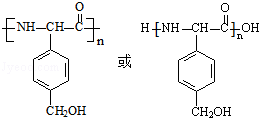 [NH-CH-C]n 或 H-[NH-CH-C]n-OH
O O
CH₂OH CH₂OH